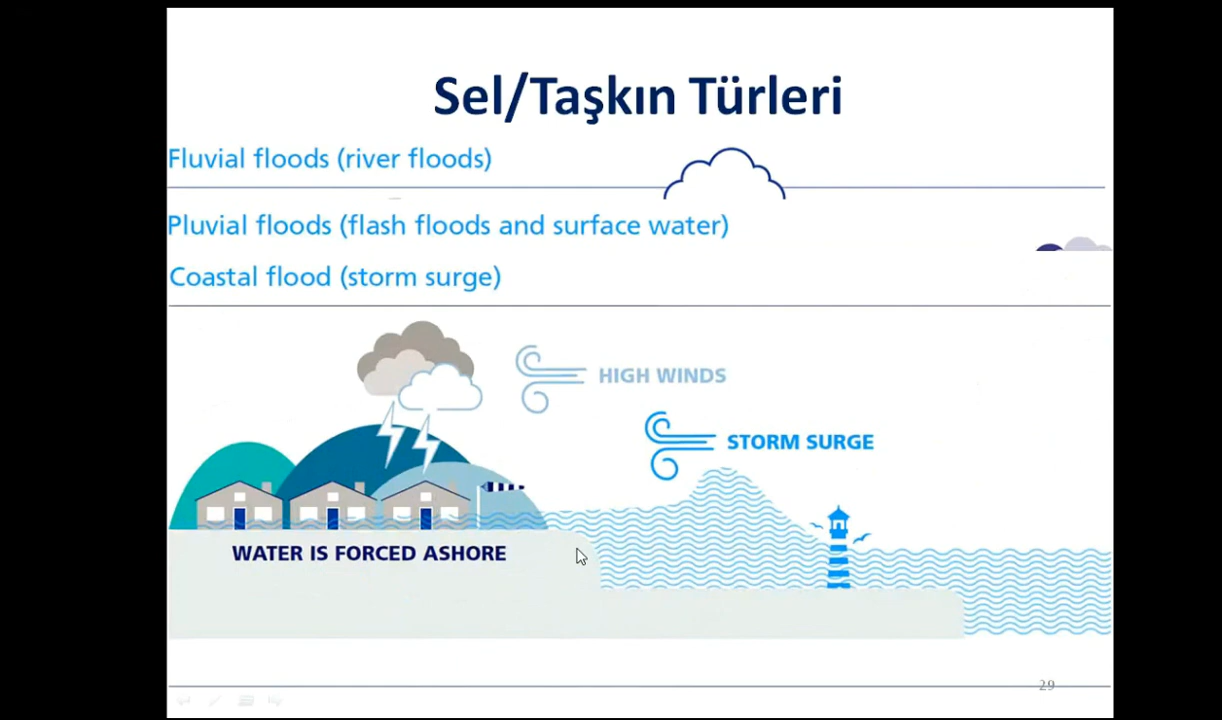 Sel/Taşkın Türleri
Fluvial floods (river floods)
Pluvial floods (flash floods and surface water)
Coastal flood (storm surge)
HIGH WINDS
STORM SURGE
WATER IS FORCED ASHORE
29